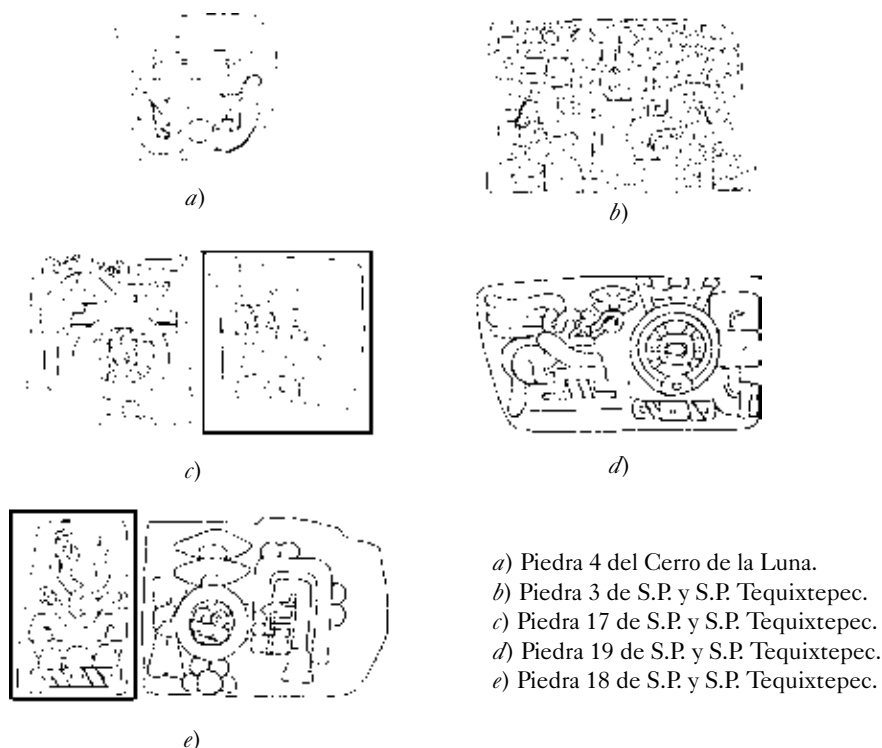 a)
b)
c)
d)
e)
a) Piedra 4 del Cerro de la Luna.
b) Piedra 3 de S.P. y S.P. Tequixtepec.
c) Piedra 17 de S.P. y S.P. Tequixtepec.
d) Piedra 19 de S.P. y S.P. Tequixtepec.
e) Piedra 18 de S.P. y S.P. Tequixtepec.